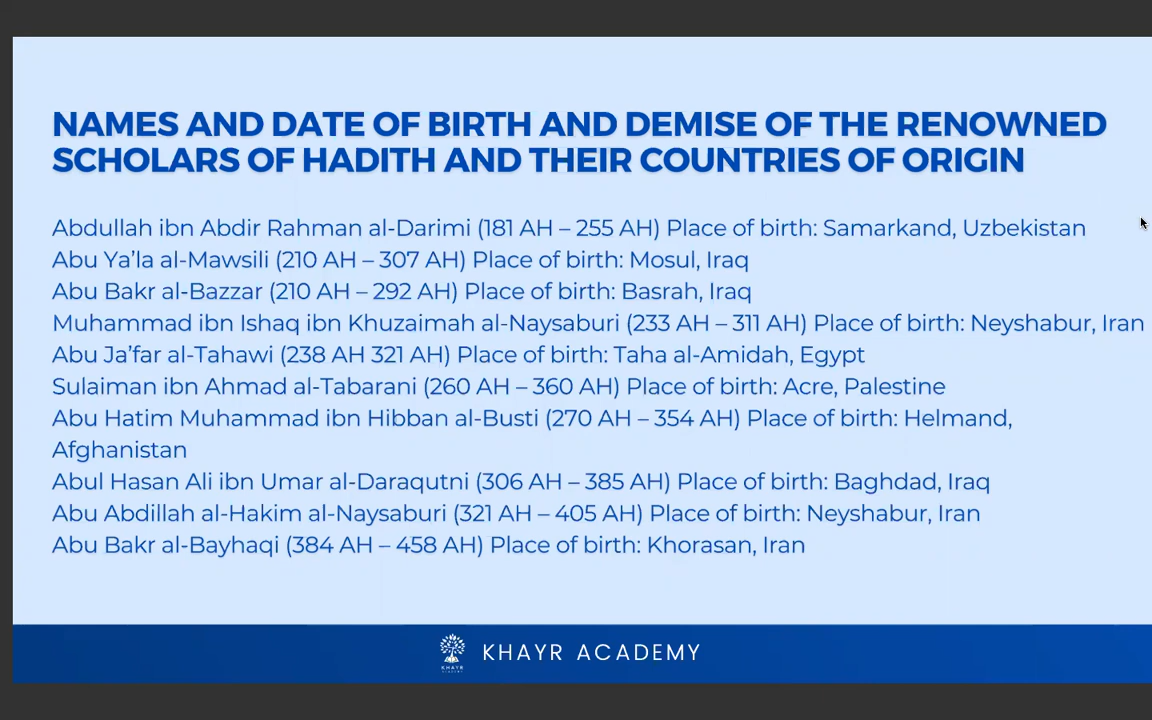 NAMES AND DATE OF BIRTH AND DEMISE OF THE RENOWNED
SCHOLARS OF HADITH AND THEIR COUNTRIES OF ORIGIN
Abdullah ibn Abdir Rahman al-Darimi (181 AH – 255 AH) Place of birth: Samarkand, Uzbekistan
Abu Ya’la al-Mawsili (210 AH – 307 AH) Place of birth: Mosul, Iraq
Abu Bakr al-Bazzar (210 AH – 292 AH) Place of birth: Basrah, Iraq
Muhammad ibn Ishaq ibn Khuzaimah al-Naysaburi (233 AH – 311 AH) Place of birth: Neyshabur, Iran
Abu Ja’far al-Tahawi (238 AH 321 AH) Place of birth: Taha al-Amidah, Egypt
Sulaiman ibn Ahmad al-Tabarani (260 AH – 360 AH) Place of birth: Acre, Palestine
Abu Hatim Muhammad ibn Hibban al-Busti (270 AH – 354 AH) Place of birth: Helmand,
Afghanistan
Abul Hasan Ali ibn Umar al-Daraqutni (306 AH – 385 AH) Place of birth: Baghdad, Iraq
Abu Abdillah al-Hakim al-Naysaburi (321 AH – 405 AH) Place of birth: Neyshabur, Iran
Abu Bakr al-Bayhaqi (384 AH – 458 AH) Place of birth: Khorasan, Iran
KHAYR ACADEMY
KHAYR